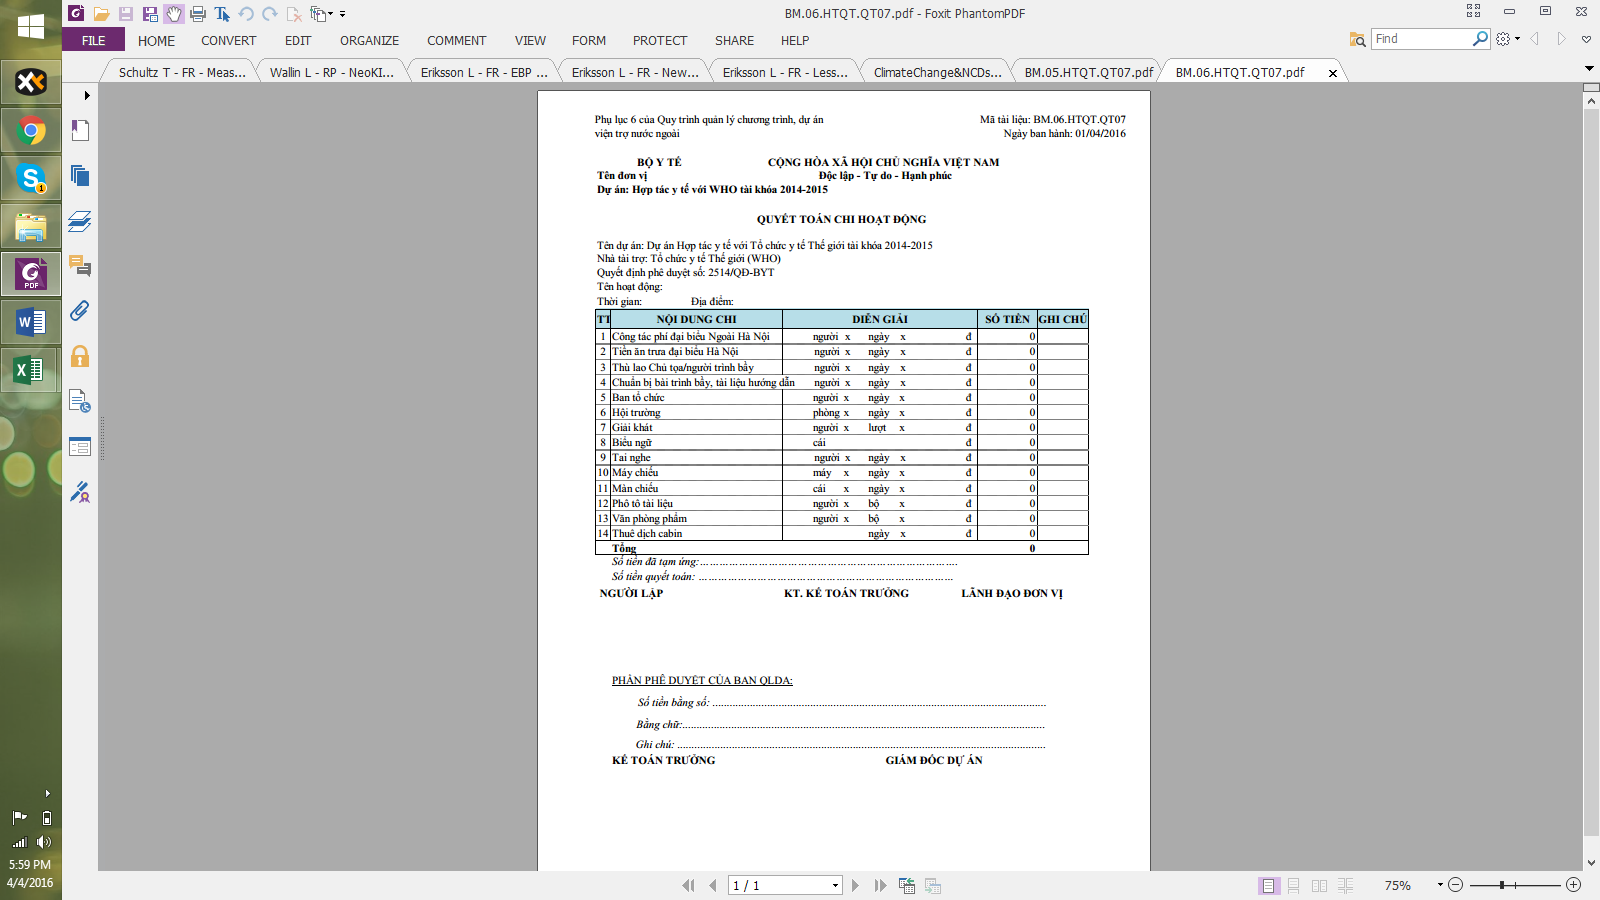 BM.06.HTQT.QT07.pdf - Foxit PhantomPDF
FILE HOME CONVERT EDIT ORGANIZE COMMENT VIEW FORM PROTECT SHARE HELP Find
Schultz T - FR - Meas... Wallin L - RP - NeoKI... Eriksson L - FR - EBP ... Eriksson L - FR - New... Eriksson L - FR - Less... ClimateChange&NCDs... BM.05.HTQT.QT07.pdf BM.06.HTQT.QT07.pdf
Phụ lục 6 của Quy trình quản lý chương trình, dự án Mã tài liệu: BM.06.HTQT.QT07
viện trợ nước ngoài Ngày ban hành: 01/04/2016
BỘ Y TẾ CỘNG HÒA XÃ HỘI CHỦ NGHĨA VIỆT NAM
Tên đơn vị Độc lập - Tự do - Hạnh phúc
Dự án: Hợp tác y tế với WHO tài khóa 2014-2015
QUYẾT TOÁN CHI HOẠT ĐỘNG
Tên dự án: Dự án Hợp tác y tế với Tổ chức y tế Thế giới tài khóa 2014-2015
Nhà tài trợ: Tổ chức y tế Thế giới (WHO)
Quyết định phê duyệt số: 2514/QĐ-BYT
Tên hoạt động:
Thời gian: Địa điểm:
TT NỘI DUNG CHI DIỄN GIẢI SỐ TIỀN GHI CHÚ
1 Công tác phí đại biểu Ngoài Hà Nội người x ngày x đ 0
2 Tiền ăn trưa đại biểu Hà Nội người x ngày x đ 0
3 Thù lao Chủ tọa/người trình bầy người x ngày x đ 0
4 Chuẩn bị bài trình bầy, tài liệu hướng dẫn người x ngày x đ 0
5 Ban tổ chức người x ngày x đ 0
6 Hội trường phòng x ngày x đ 0
7 Giải khát người x lượt x đ 0
8 Biểu ngữ cái đ 0
9 Tai nghe người x ngày x đ 0
10 Máy chiếu máy x ngày x đ 0
11 Màn chiếu cái x ngày x đ 0
12 Phô tô tài liệu người x bộ x đ 0
13 Văn phòng phẩm người x bộ x đ 0
14 Thuê dịch cabin ngày x đ 0
Tổng 0
Số tiền đã tạm ứng:……………………………………………………………………
Số tiền quyết toán: ……………………………………………………………………
NGƯỜI LẬP KT. KẾ TOÁN TRƯỞNG LÃNH ĐẠO ĐƠN VỊ
PHẦN PHÊ DUYỆT CỦA BAN QLDA:
Số tiền bằng số: ....................................................................................................................
Bằng chữ:..............................................................................................................................
Ghi chú: ................................................................................................................................
KẾ TOÁN TRƯỞNG GIÁM ĐỐC DỰ ÁN
5:59 PM
4/4/2016
1 / 1 75%